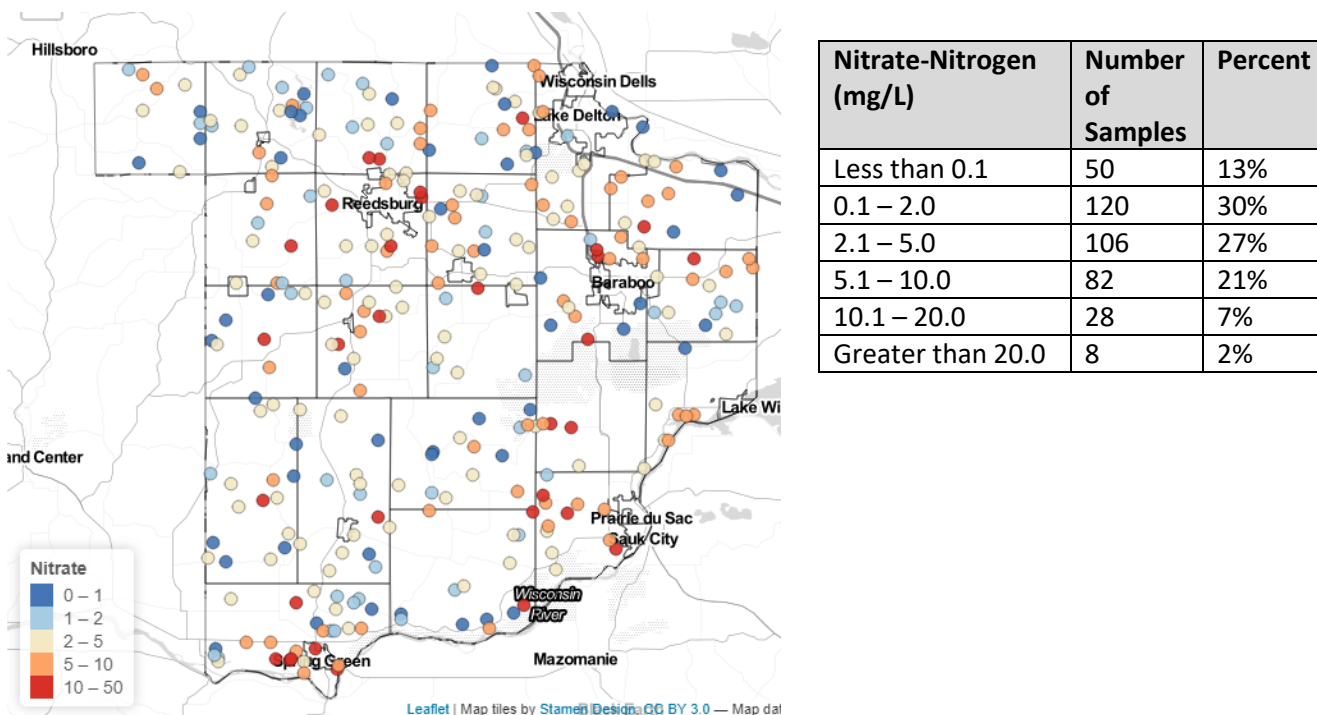 Hillsboro
Wisconsin Dells
Lake Delton
Reedsburg
Baraboo
Lake Wi
and Center
Prairie du Sac
Sauk City
Wisconsin
River
Spring Green
Mazomanie
Nitrate
0 – 1
1 – 2
2 – 5
5 – 10
10 – 50
Leaflet | Map tiles by Stamen Design, CC BY 3.0 — Map dat
Nitrate-Nitrogen (mg/L) Number of Samples Percent
Less than 0.1 50 13%
0.1 – 2.0 120 30%
2.1 – 5.0 106 27%
5.1 – 10.0 82 21%
10.1 – 20.0 28 7%
Greater than 20.0 8 2%